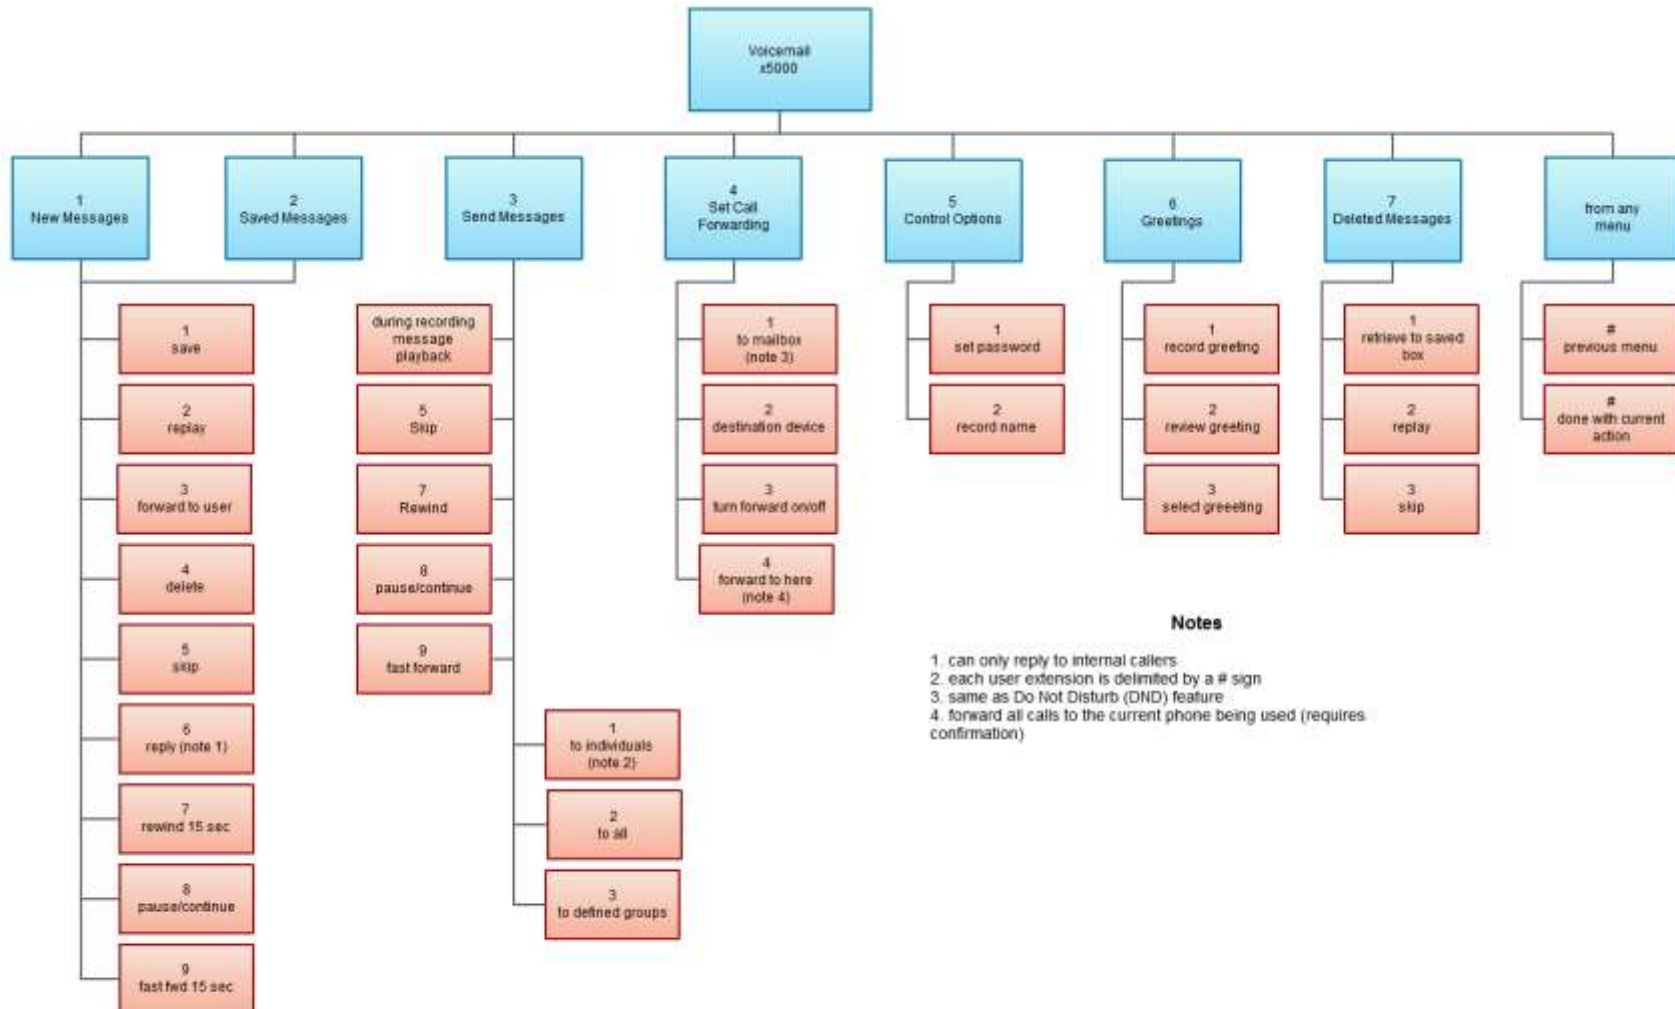 Voicemail
x5000
1
New Messages
2
Saved Messages
3
Send Messages
4
Set Call
Forwarding
5
Control Options
6
Greetings
7
Deleted Messages
from any
menu
1
save
2
replay
3
forward to user
4
delete
5
skip
6
reply (note 1)
7
rewind 15 sec
8
pause/continue
9
fast fwd 15 sec
during recording
message
playback
5
Skip
7
Rewind
8
pause/continue
9
fast forward
1
to individuals
(note 2)
2
to all
3
to defined groups
1
to mailbox
(note 3)
2
destination device
3
turn forward on/off
4
forward to here
(note 4)
1
set password
2
record name
1
record greeting
2
review greeting
3
select greeeting
1
retrieve to saved
box
2
replay
3
skip
#
previous menu
#
done with current
action
Notes
1. can only reply to internal callers
2. each user extension is delimited by a # sign
3. same as Do Not Disturb (DND) feature
4. forward all calls to the current phone being used (requires
confirmation)